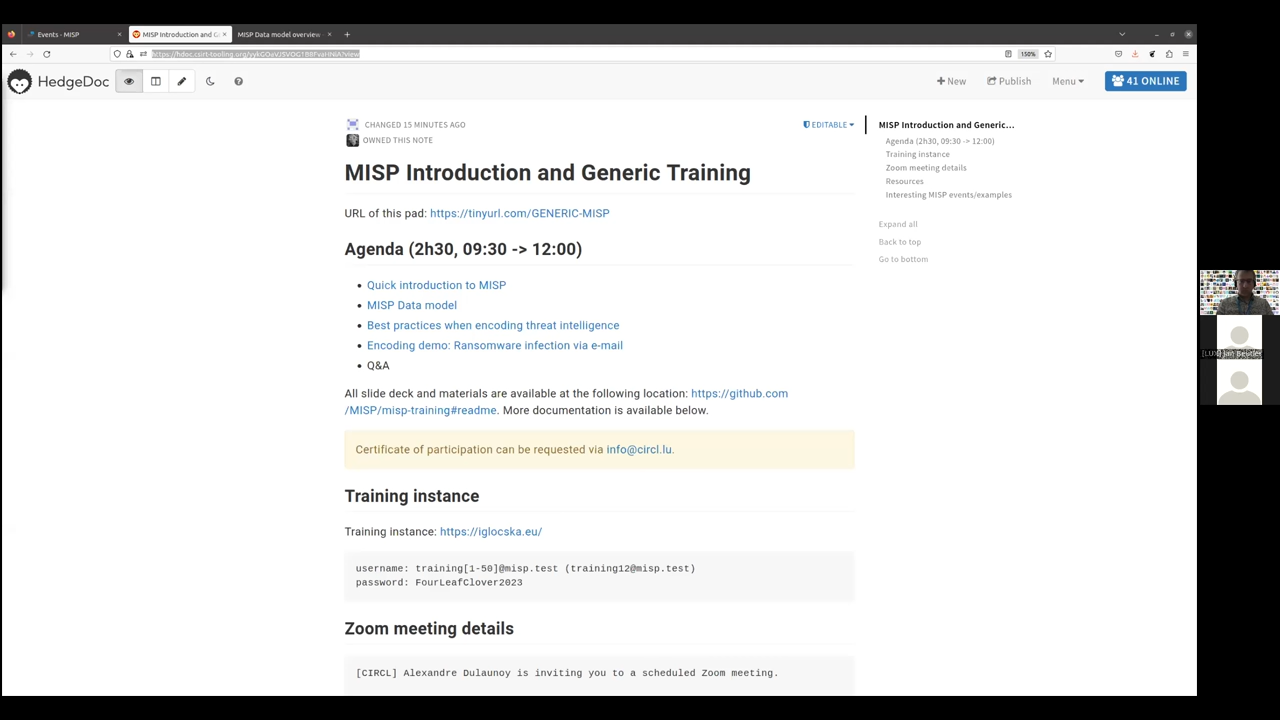 Events - MISP
MISP Introduction and G
MISP Data model overview
150%
HedgeDoc
New
Publish
Menu
41 ONLINE
CHANGED 15 MINUTES AGO
OWNED THIS NOTE
EDITABLE
MISP Introduction and Generic Training
URL of this pad: https://tinyurl.com/GENERIC-MISP
Agenda (2h30, 09:30 -> 12:00)
• Quick introduction to MISP
• MISP Data model
• Best practices when encoding threat intelligence
• Encoding demo: Ransomware infection via e-mail
• Q&A
All slide deck and materials are available at the following location: https://github.com
/MISP/misp-training#readme. More documentation is available below.
Certificate of participation can be requested via info@circl.lu.
Training instance
Training instance: https://iglocska.eu/
username: training[1-50]@misp.test (training12@misp.test)
password: FourLeafClover2023
Zoom meeting details
[CIRCL] Alexandre Dulaunoy is inviting you to a scheduled Zoom meeting.
MISP Introduction and Generic...
Agenda (2h30, 09:30 -> 12:00)
Training instance
Zoom meeting details
Resources
Interesting MISP events/examples
Expand all
Back to top
Go to bottom